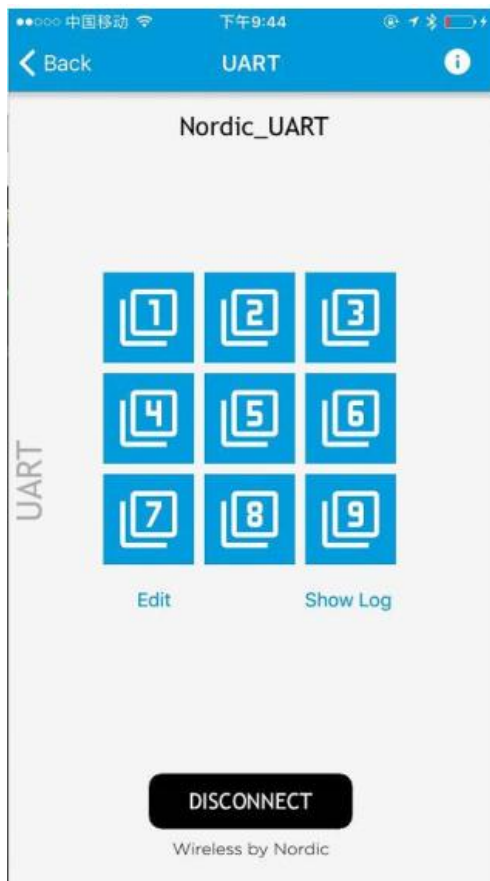 中国移动 下午9:44
Back UART i
Nordic_UART
1 2 3
4 5 6
7 8 9
UART
Edit Show Log
DISCONNECT
Wireless by Nordic